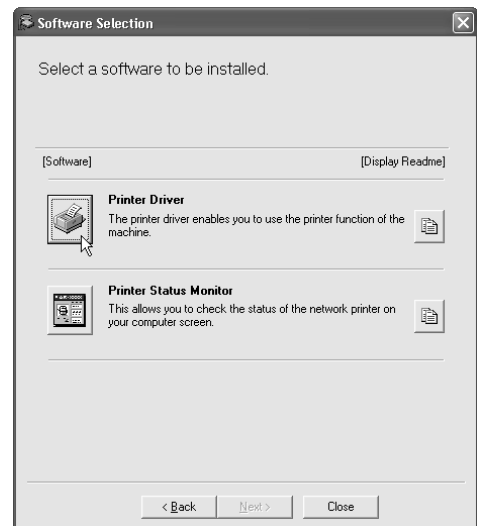 Software Selection
Select a software to be installed.
[Software] [Display Readme]
Printer Driver
The printer driver enables you to use the printer function of the
machine.
Printer Status Monitor
This allows you to check the status of the network printer on
your computer screen.
< Back Next > Close